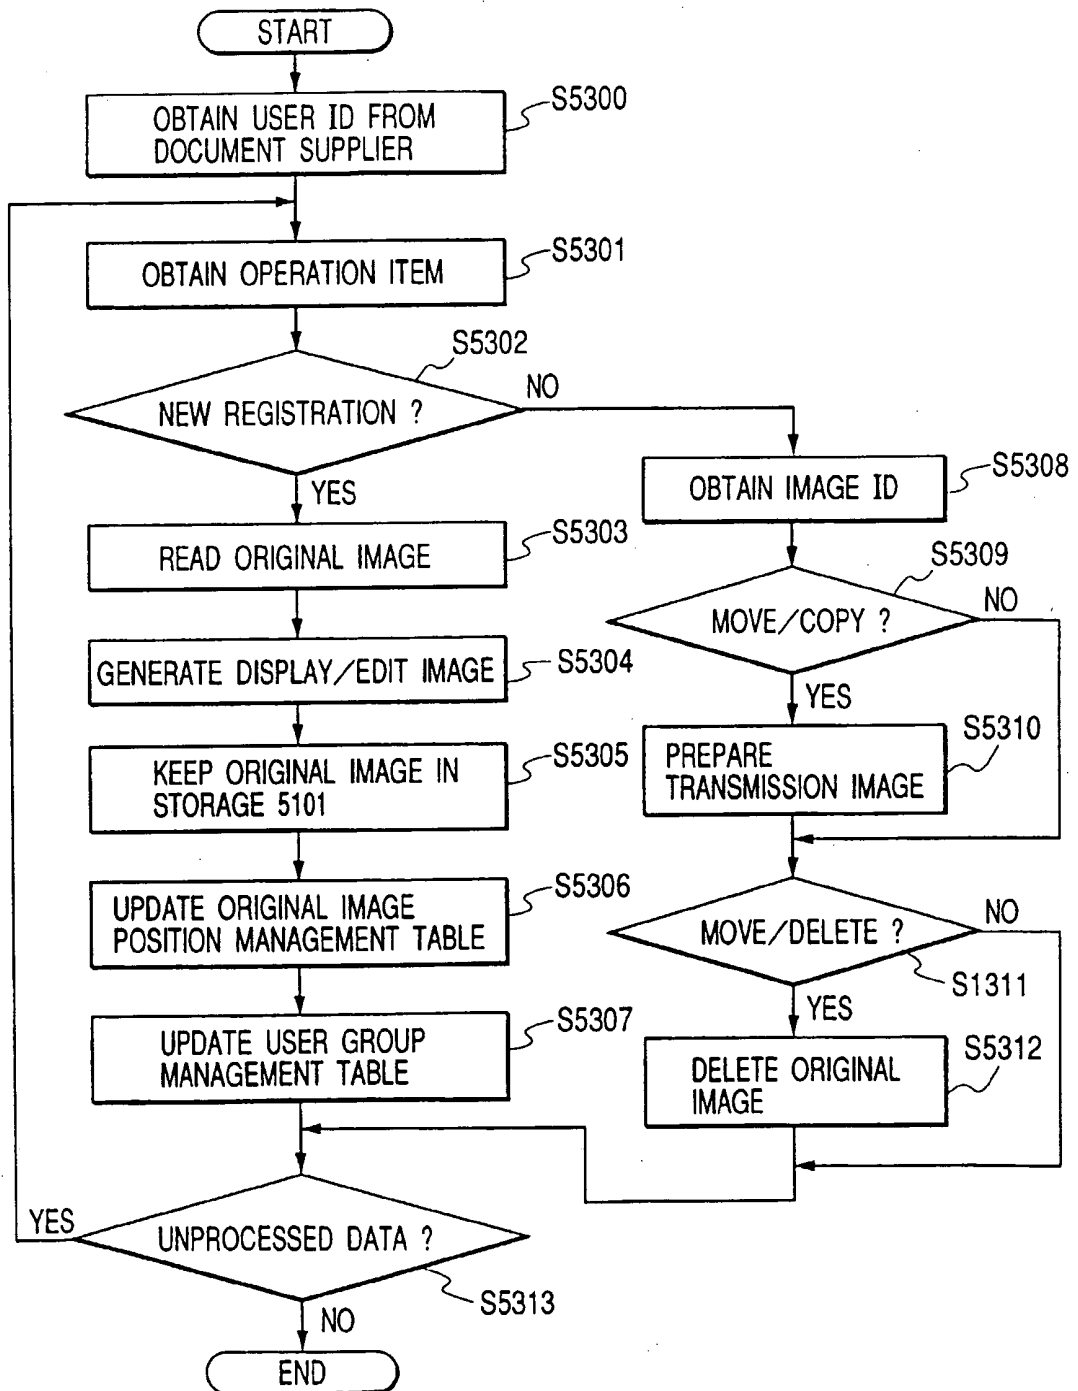 START
OBTAIN USER ID FROM
DOCUMENT SUPPLIER
S5300
OBTAIN OPERATION ITEM
S5301
S5302
NEW REGISTRATION ?
NO
YES
READ ORIGINAL IMAGE
S5303
GENERATE DISPLAY/EDIT IMAGE
S5304
KEEP ORIGINAL IMAGE IN
STORAGE 5101
S5305
UPDATE ORIGINAL IMAGE
POSITION MANAGEMENT TABLE
S5306
UPDATE USER GROUP
MANAGEMENT TABLE
S5307
OBTAIN IMAGE ID
S5308
S5309
MOVE/COPY ?
NO
YES
PREPARE
TRANSMISSION IMAGE
S5310
MOVE/DELETE ?
NO
S1311
YES
DELETE ORIGINAL
IMAGE
S5312
YES
UNPROCESSED DATA ?
S5313
NO
END